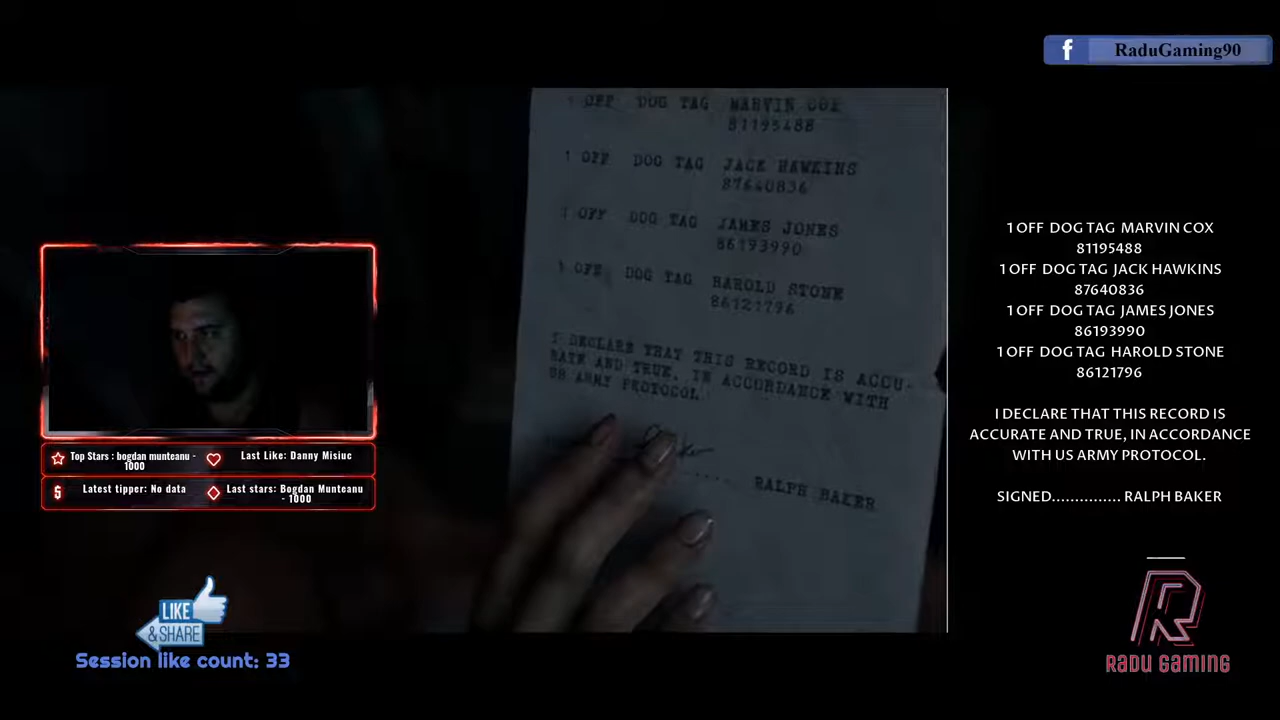 RaduGaming90
1 OFF DOG TAG MARVIN COX
81195488
1 OFF DOG TAG JACK HAWKINS
87640836
1 OFF DOG TAG JAMES JONES
86193990
1 OFF DOG TAG HAROLD STONE
86121796
I DECLARE THAT THIS RECORD IS ACCU-
RATE AND TRUE, IN ACCORDANCE WITH
US ARMY PROTOCOL.
RALPH BAKER
1 OFF DOG TAG MARVIN COX
81195488
1 OFF DOG TAG JACK HAWKINS
87640836
1 OFF DOG TAG JAMES JONES
86193990
1 OFF DOG TAG HAROLD STONE
86121796
I DECLARE THAT THIS RECORD IS
ACCURATE AND TRUE, IN ACCORDANCE
WITH US ARMY PROTOCOL.
SIGNED............... RALPH BAKER
Top Stars : bogdan munteanu -
1000
Last Like: Danny Misiuc
Latest tipper: No data
Last stars: Bogdan Munteanu
- 1000
LIKE
& SHARE
Session like count: 33
RADU GAMING